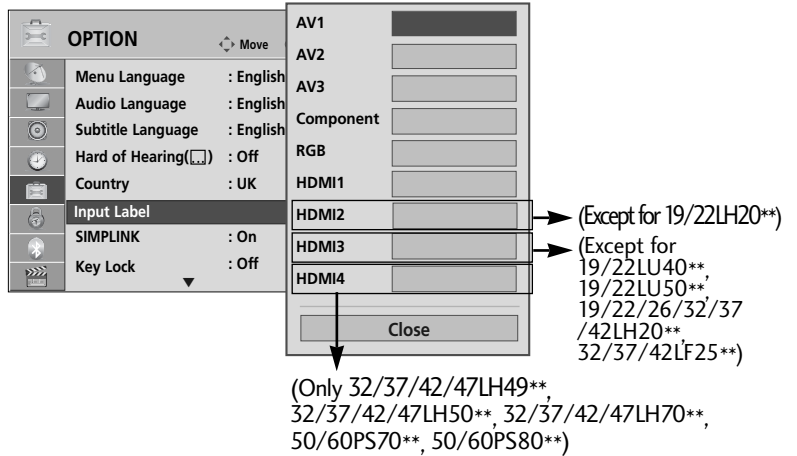 OPTION
Move
Menu Language : English
Audio Language : English
Subtitle Language : English
Hard of Hearing( ) : Off
Country : UK
Input Label
SIMPLINK : On
Key Lock : Off
AV1
AV2
AV3
Component
RGB
HDMI1
HDMI2
HDMI3
HDMI4
Close
(Except for 19/22LH20**)
(Except for
19/22LU40**,
19/22LU50**,
19/22/26/32/37
/42LH20**,
32/37/42LF25**)
(Only 32/37/42/47LH49**,
32/37/42/47LH50**, 32/37/42/47LH70**,
50/60PS70**, 50/60PS80**)